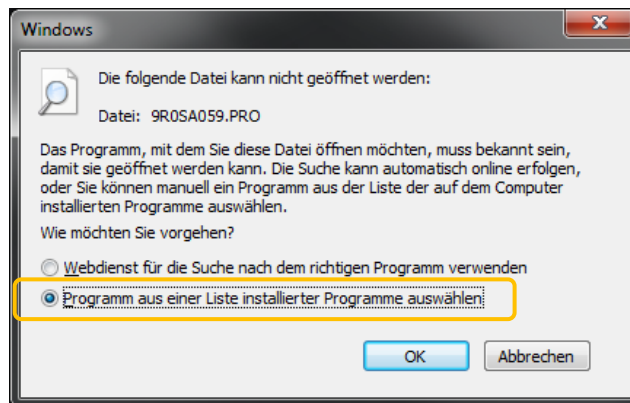 Windows
Die folgende Datei kann nicht geöffnet werden:
Datei: 9R0SA059.PRO
Das Programm, mit dem Sie diese Datei öffnen möchten, muss bekannt sein,
damit sie geöffnet werden kann. Die Suche kann automatisch online erfolgen,
oder Sie können manuell ein Programm aus der Liste der auf dem Computer
installierten Programme auswählen.
Wie möchten Sie vorgehen?
Webdienst für die Suche nach dem richtigen Programm verwenden
Programm aus einer Liste installierter Programme auswählen
OK Abbrechen